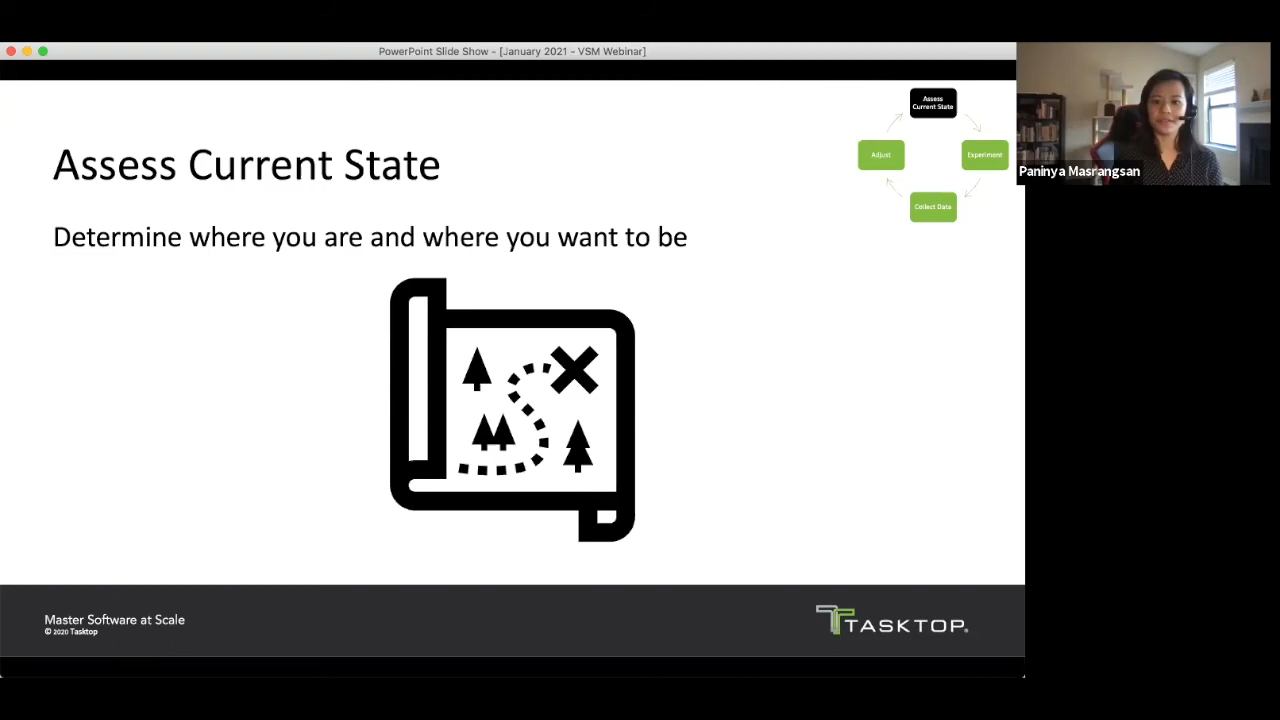 PowerPoint Slide Show - [January 2021 - VSM Webinar]
Assess
Current State
Adjust
Experiment
Collect Data
Paninya Masrangsan
Assess Current State
Determine where you are and where you want to be
Master Software at Scale
© 2020 Tasktop
TASKTOP®